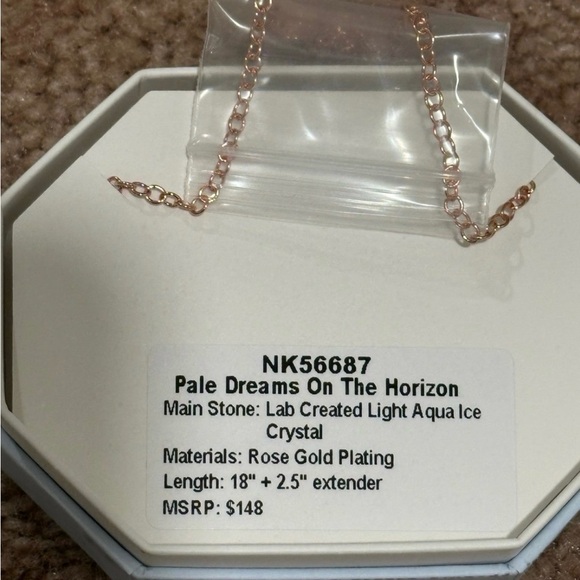 NK56687
Pale Dreams On The Horizon
Main Stone: Lab Created Light Aqua Ice
Crystal
Materials: Rose Gold Plating
Length: 18" + 2.5" extender
MSRP: $148